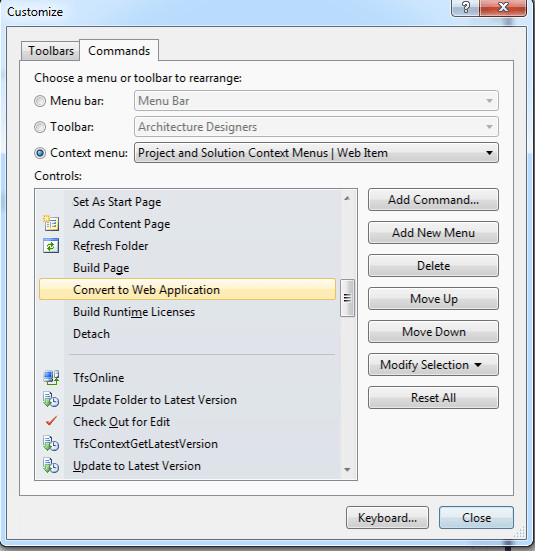 Customize
Toolbars
Commands
Choose a menu or toolbar to rearrange:
Menu bar: Menu Bar
Toolbar: Architecture Designers
Context menu: Project and Solution Context Menus | Web Item
Controls:
Set As Start Page
Add Content Page
Refresh Folder
Build Page
Convert to Web Application
Build Runtime Licenses
Detach
TfsOnline
Update Folder to Latest Version
Check Out for Edit
TfsContextGetLatestVersion
Update to Latest Version
Add Command...
Add New Menu
Delete
Move Up
Move Down
Modify Selection
Reset All
Keyboard...
Close